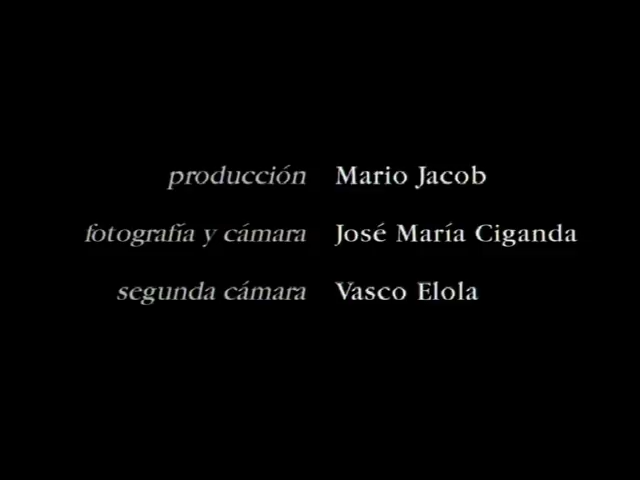 producción Mario Jacob
fotografía y cámara José María Ciganda
segunda cámara Vasco Elola